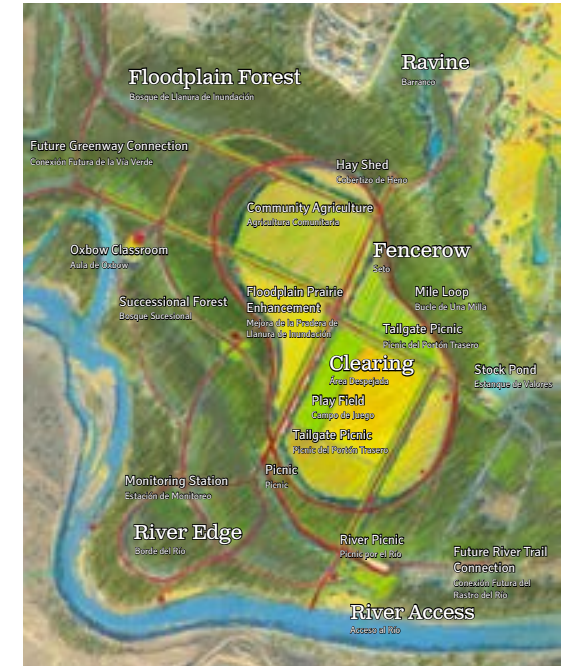 Floodplain Forest
Bosque de Llanura de Inundación
Ravine
Barranco
Future Greenway Connection
Conexión Futura de la Vía Verde
Hay Shed
Cobertizo de Heno
Community Agriculture
Agricultura Comunitaria
Oxbow Classroom
Aula de Oxbow
Fencerow
Seto
Successional Forest
Bosque Sucesional
Floodplain Prairie
Enhancement
Mejora de la Pradera de
Llanura de Inundación
Mile Loop
Bucle de Una Milla
Tailgate Picnic
Picnic del Portón Trasero
Clearing
Área Despejada
Stock Pond
Estanque de Valores
Play Field
Campo de Juego
Tailgate Picnic
Picnic del Portón Trasero
Picnic
Picnic
Monitoring Station
Estación de Monitoreo
River Edge
Borde del Río
River Picnic
Picnic por el Río
Future River Trail
Connection
Conexión Futura del
Rastro del Río
River Access
Acceso al Río